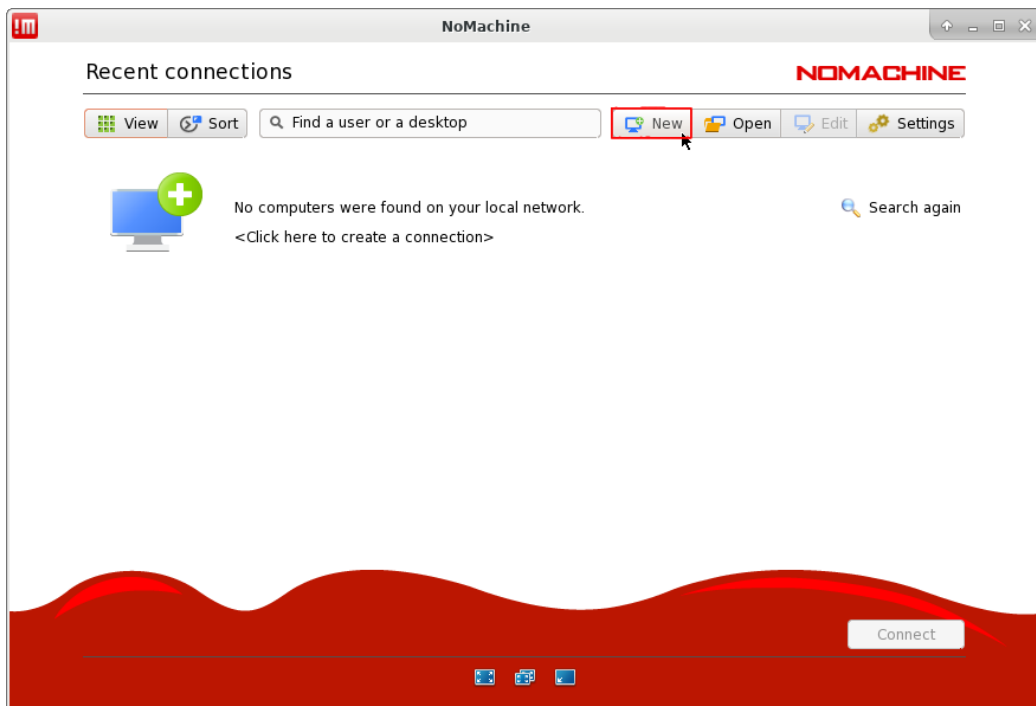 !M NoMachine
Recent connections NOMACHINE
View Sort Find a user or a desktop New Open Edit Settings
No computers were found on your local network. Search again
<Click here to create a connection>
Connect